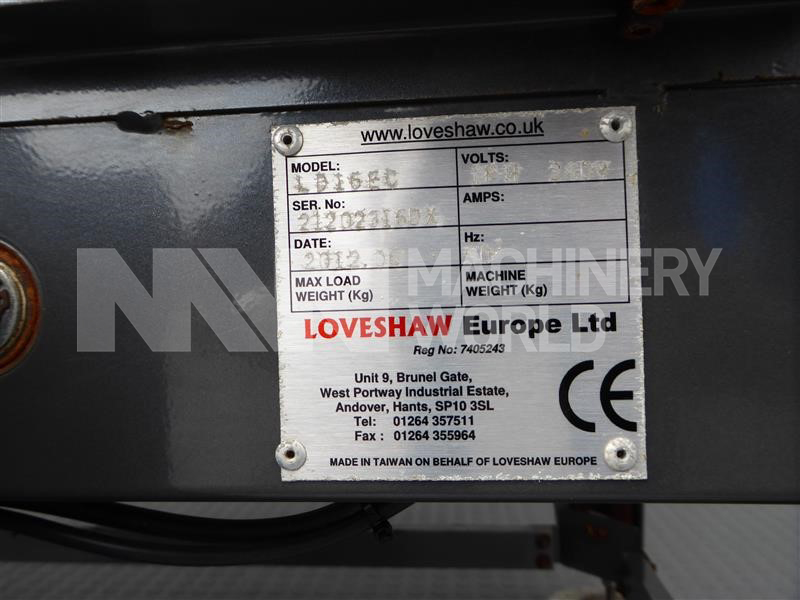 www.loveshaw.co.uk
MODEL: LD16EC
VOLTS:
SER. No:
AMPS:
DATE:
Hz:
MAX LOAD WEIGHT (Kg)
MACHINE WEIGHT (Kg)
LOVESHAW Europe Ltd
Reg No: 7405243
Unit 9, Brunel Gate,
West Portway Industrial Estate,
Andover, Hants, SP10 3SL
Tel: 01264 357511
Fax : 01264 355964
CE
MADE IN TAIWAN ON BEHALF OF LOVESHAW EUROPE
MW MACHINERY
WORLD